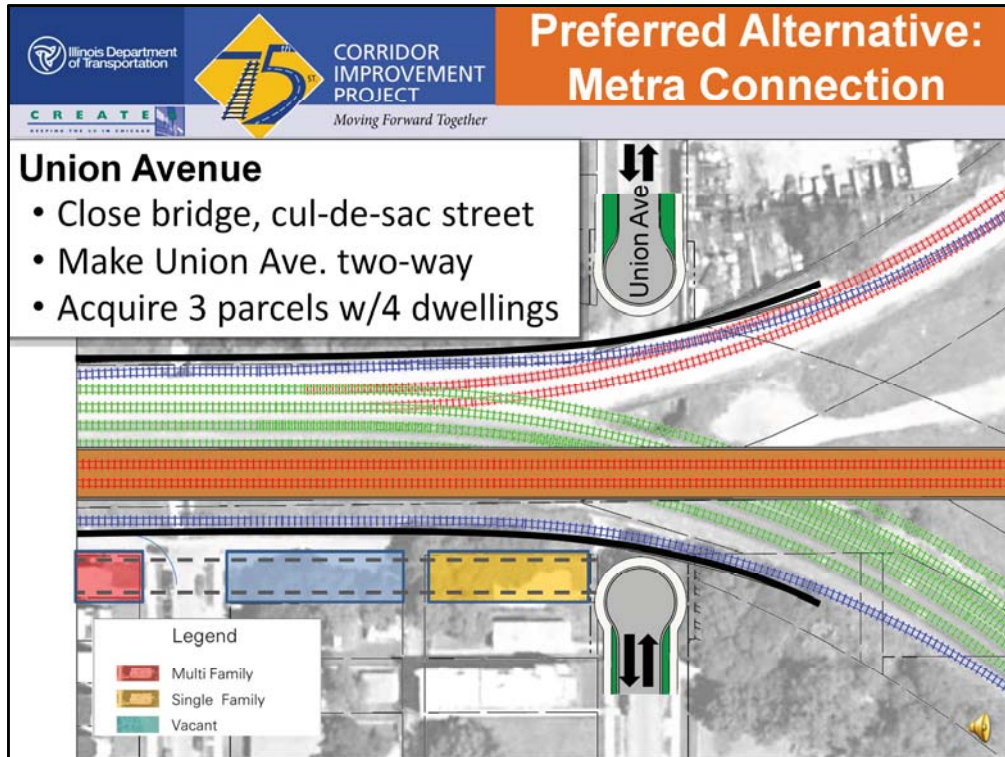 Illinois Department
of Transportation
CREATE
75
TH
ST.
CORRIDOR
IMPROVEMENT
PROJECT
Moving Forward Together
Preferred Alternative:
Metra Connection
Union Avenue
• Close bridge, cul-de-sac street
• Make Union Ave. two-way
• Acquire 3 parcels w/4 dwellings
Union Ave
Legend
Multi Family
Single Family
Vacant